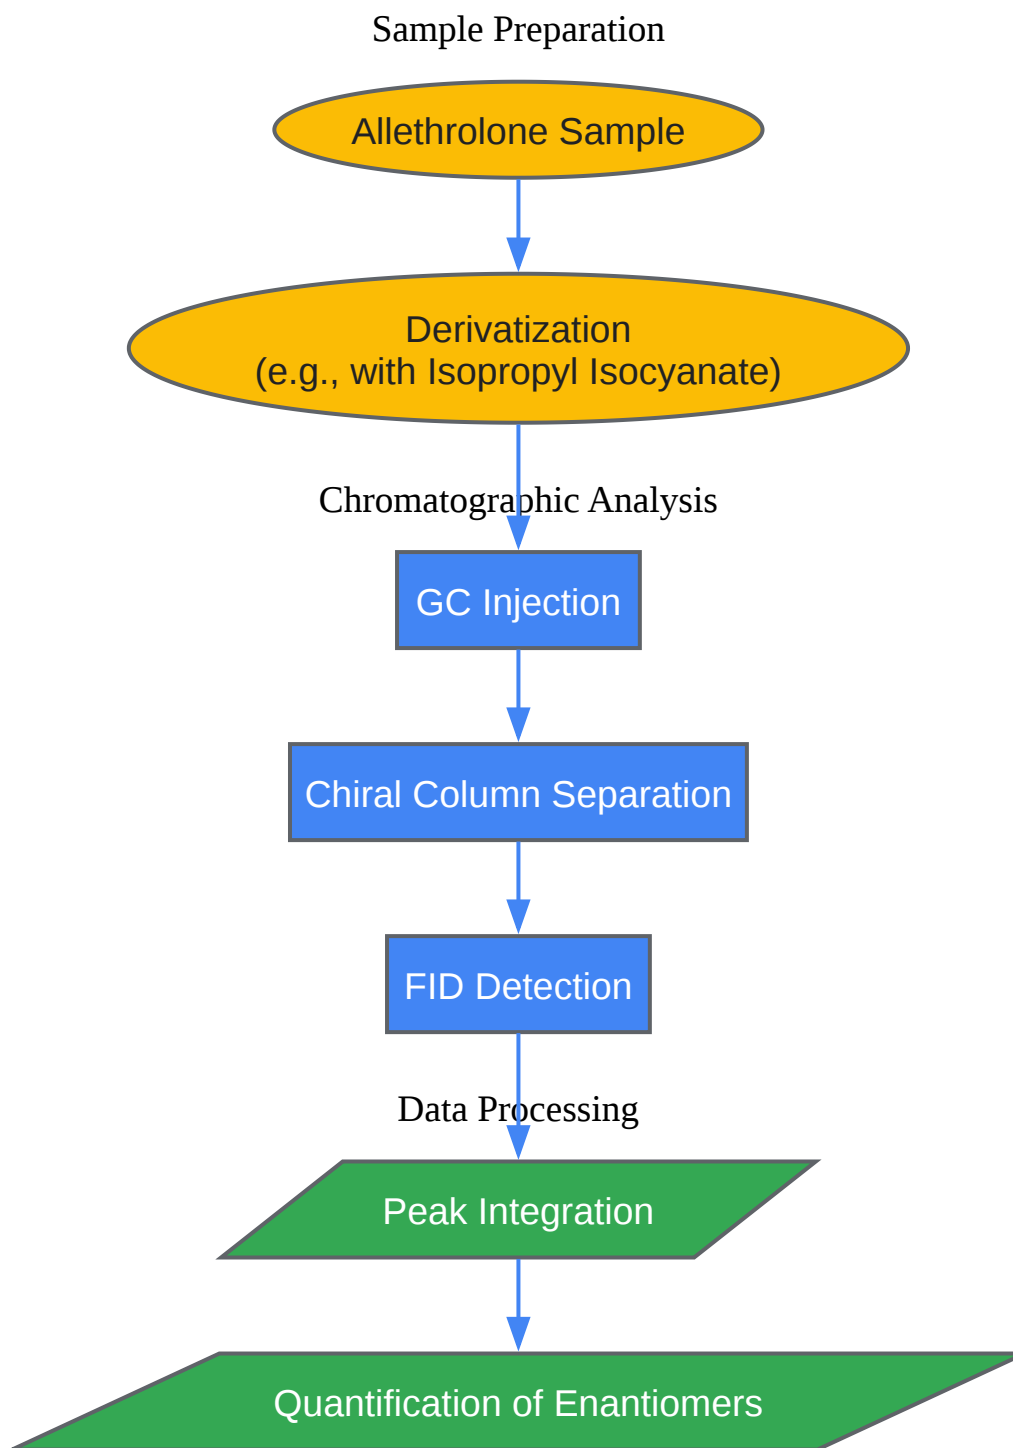 Sample Preparation
Allethrolone Sample
Derivatization
(e.g., with Isopropyl Isocyanate)
Chromatographic Analysis
GC Injection
Chiral Column Separation
FID Detection
Data Processing
Peak Integration
Quantification of Enantiomers